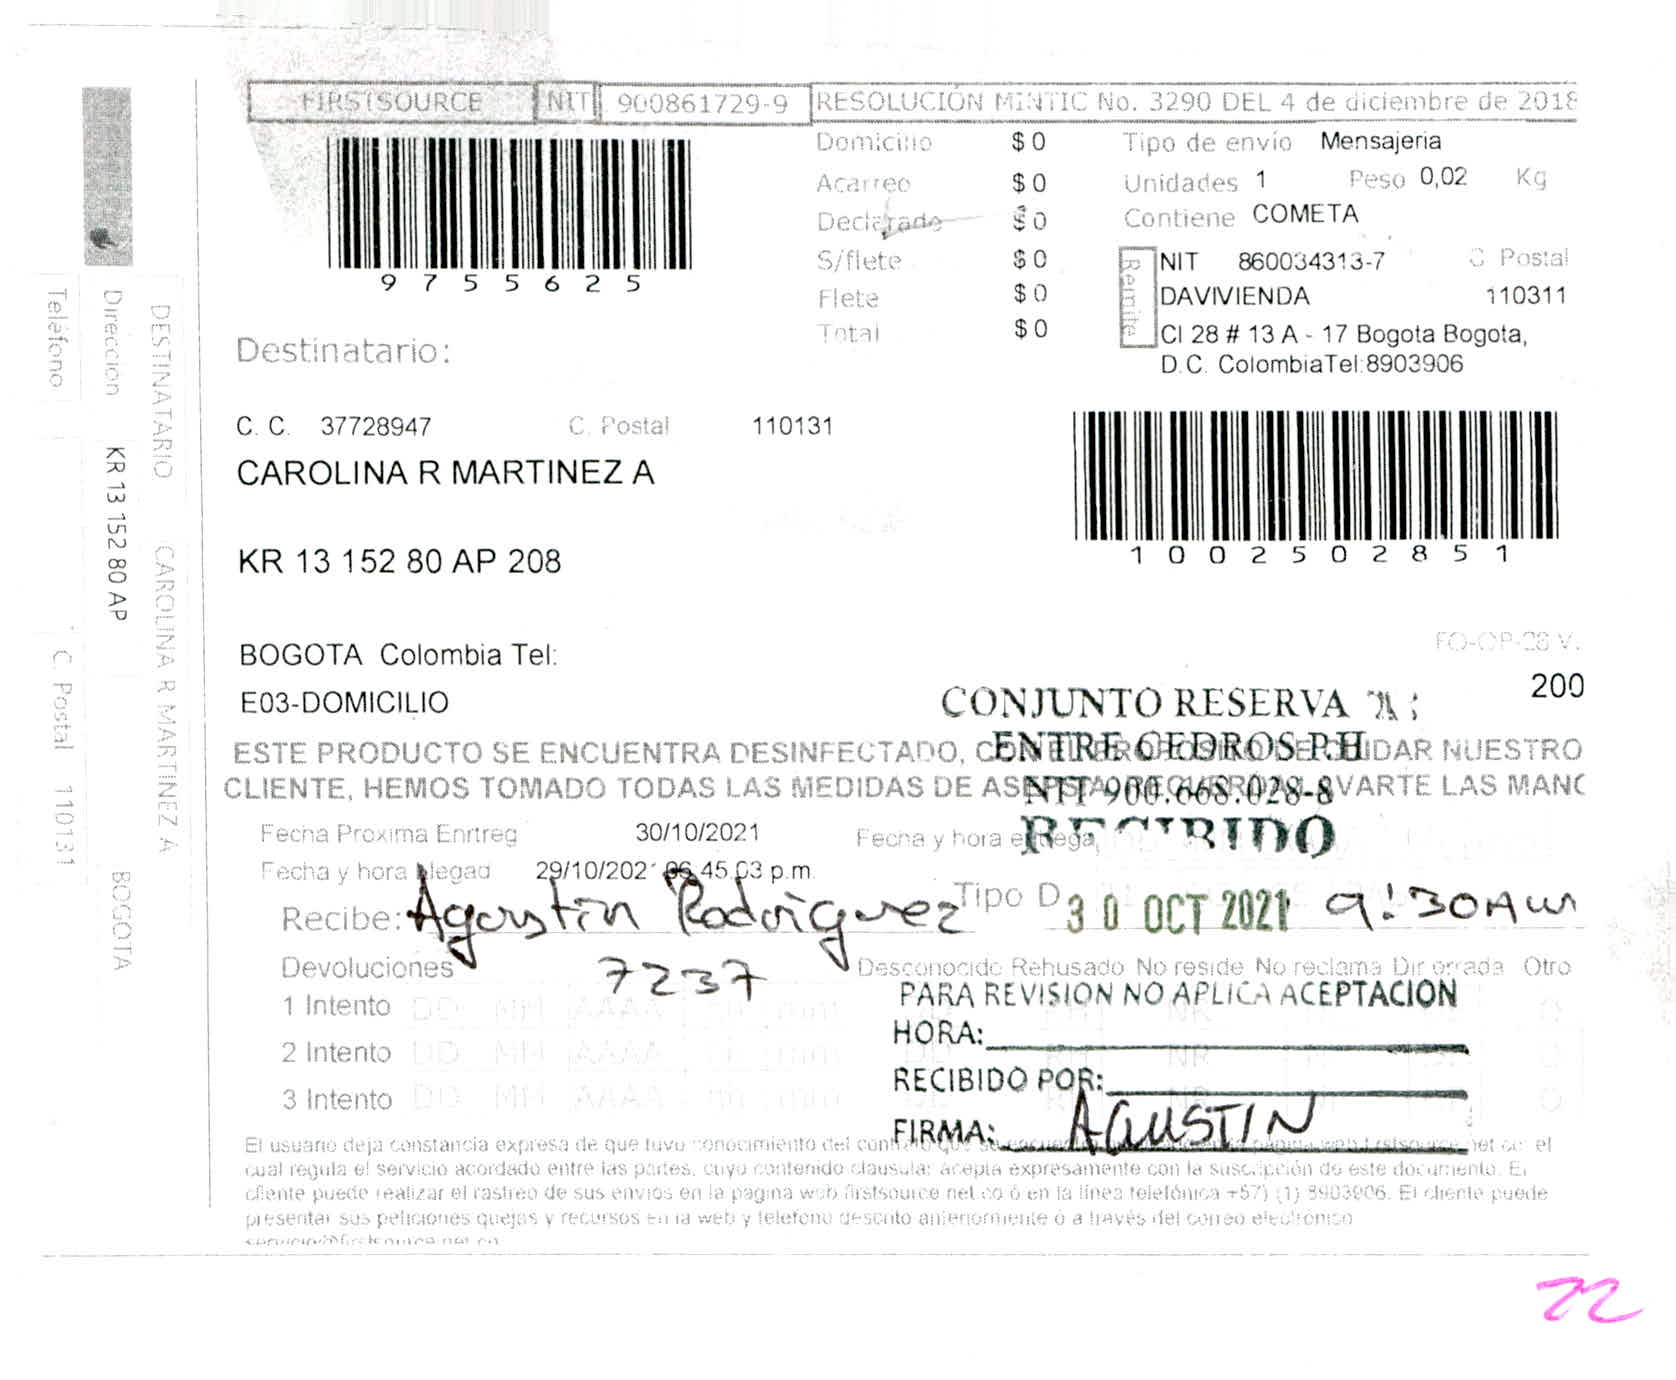 FIRSTSOURCE NIT 900861729-9 RESOLUCIÓN MINTIC No. 3290 DEL 4 de diciembre de 2018
Domicilio $ 0 Tipo de envío Mensajeria
Acarreo $ 0 Unidades 1 Peso 0,02 Kg
Declarado $ 0 Contiene COMETA
S/flete $ 0
Flete $ 0
Total $ 0
Remite
NIT 860034313-7 C Postal
DAVIVIENDA 110311
Cl 28 # 13 A - 17 Bogota Bogota,
D.C. ColombiaTel:8903906
9755625
Destinatario:
C. C. 37728947 C. Postal 110131
CAROLINA R MARTINEZ A
1002502851
KR 13 152 80 AP 208
BOGOTA Colombia Tel:
E03-DOMICILIO
FO-OP-28 V.
200
CONJUNTO RESERVA
ENTRE CEDROS P.H
NIT 900.668.028-8
RECIBIDO
30 OCT 2021 9:30AM
ESTE PRODUCTO SE ENCUENTRA DESINFECTADO, CON EL PROPOSITO DE CUIDAR NUESTRO
CLIENTE, HEMOS TOMADO TODAS LAS MEDIDAS DE ASEPSIA, RECUERDA LAVARTE LAS MANO
Fecha Proxima Enrtreg 30/10/2021 Fecha y hora entrega
Fecha y hora llegad 29/10/2021 06.45.03 p.m.
Tipo D
Recibe: Agustin Rodriguez
7237
Devoluciones Desconocido Rehusado No reside No reclama Dir errada Otro
1 Intento DD MM AAAA
2 Intento DD MM AAAA
3 Intento DD MM AAAA
PARA REVISION NO APLICA ACEPTACION
HORA:
RECIBIDO POR:
FIRMA: AGUSTIN
El usuario deja constancia expresa de que tuvo conocimiento del contrato que se encuentra página web firstsource.net.co. el
cual regula el servicio acordado entre las partes, cuyo contenido clausular acepta expresamente con la suscripción de este documento. El
cliente puede realizar el rastreo de sus envios en la pagina web firstsource.net.co ó en la línea telefónica +57) (1) 8903906. El cliente puede
presentar sus peticiones quejas y recursos en la web y telefono descrito anteriormente o a través del correo electrónico
servicio@firstsource.net.co
DESTINATARIO CAROLINA R MARTINEZ A
Direccion KR 13 152 80 AP BOGOTA
Teléfono C. Postal 110131
22